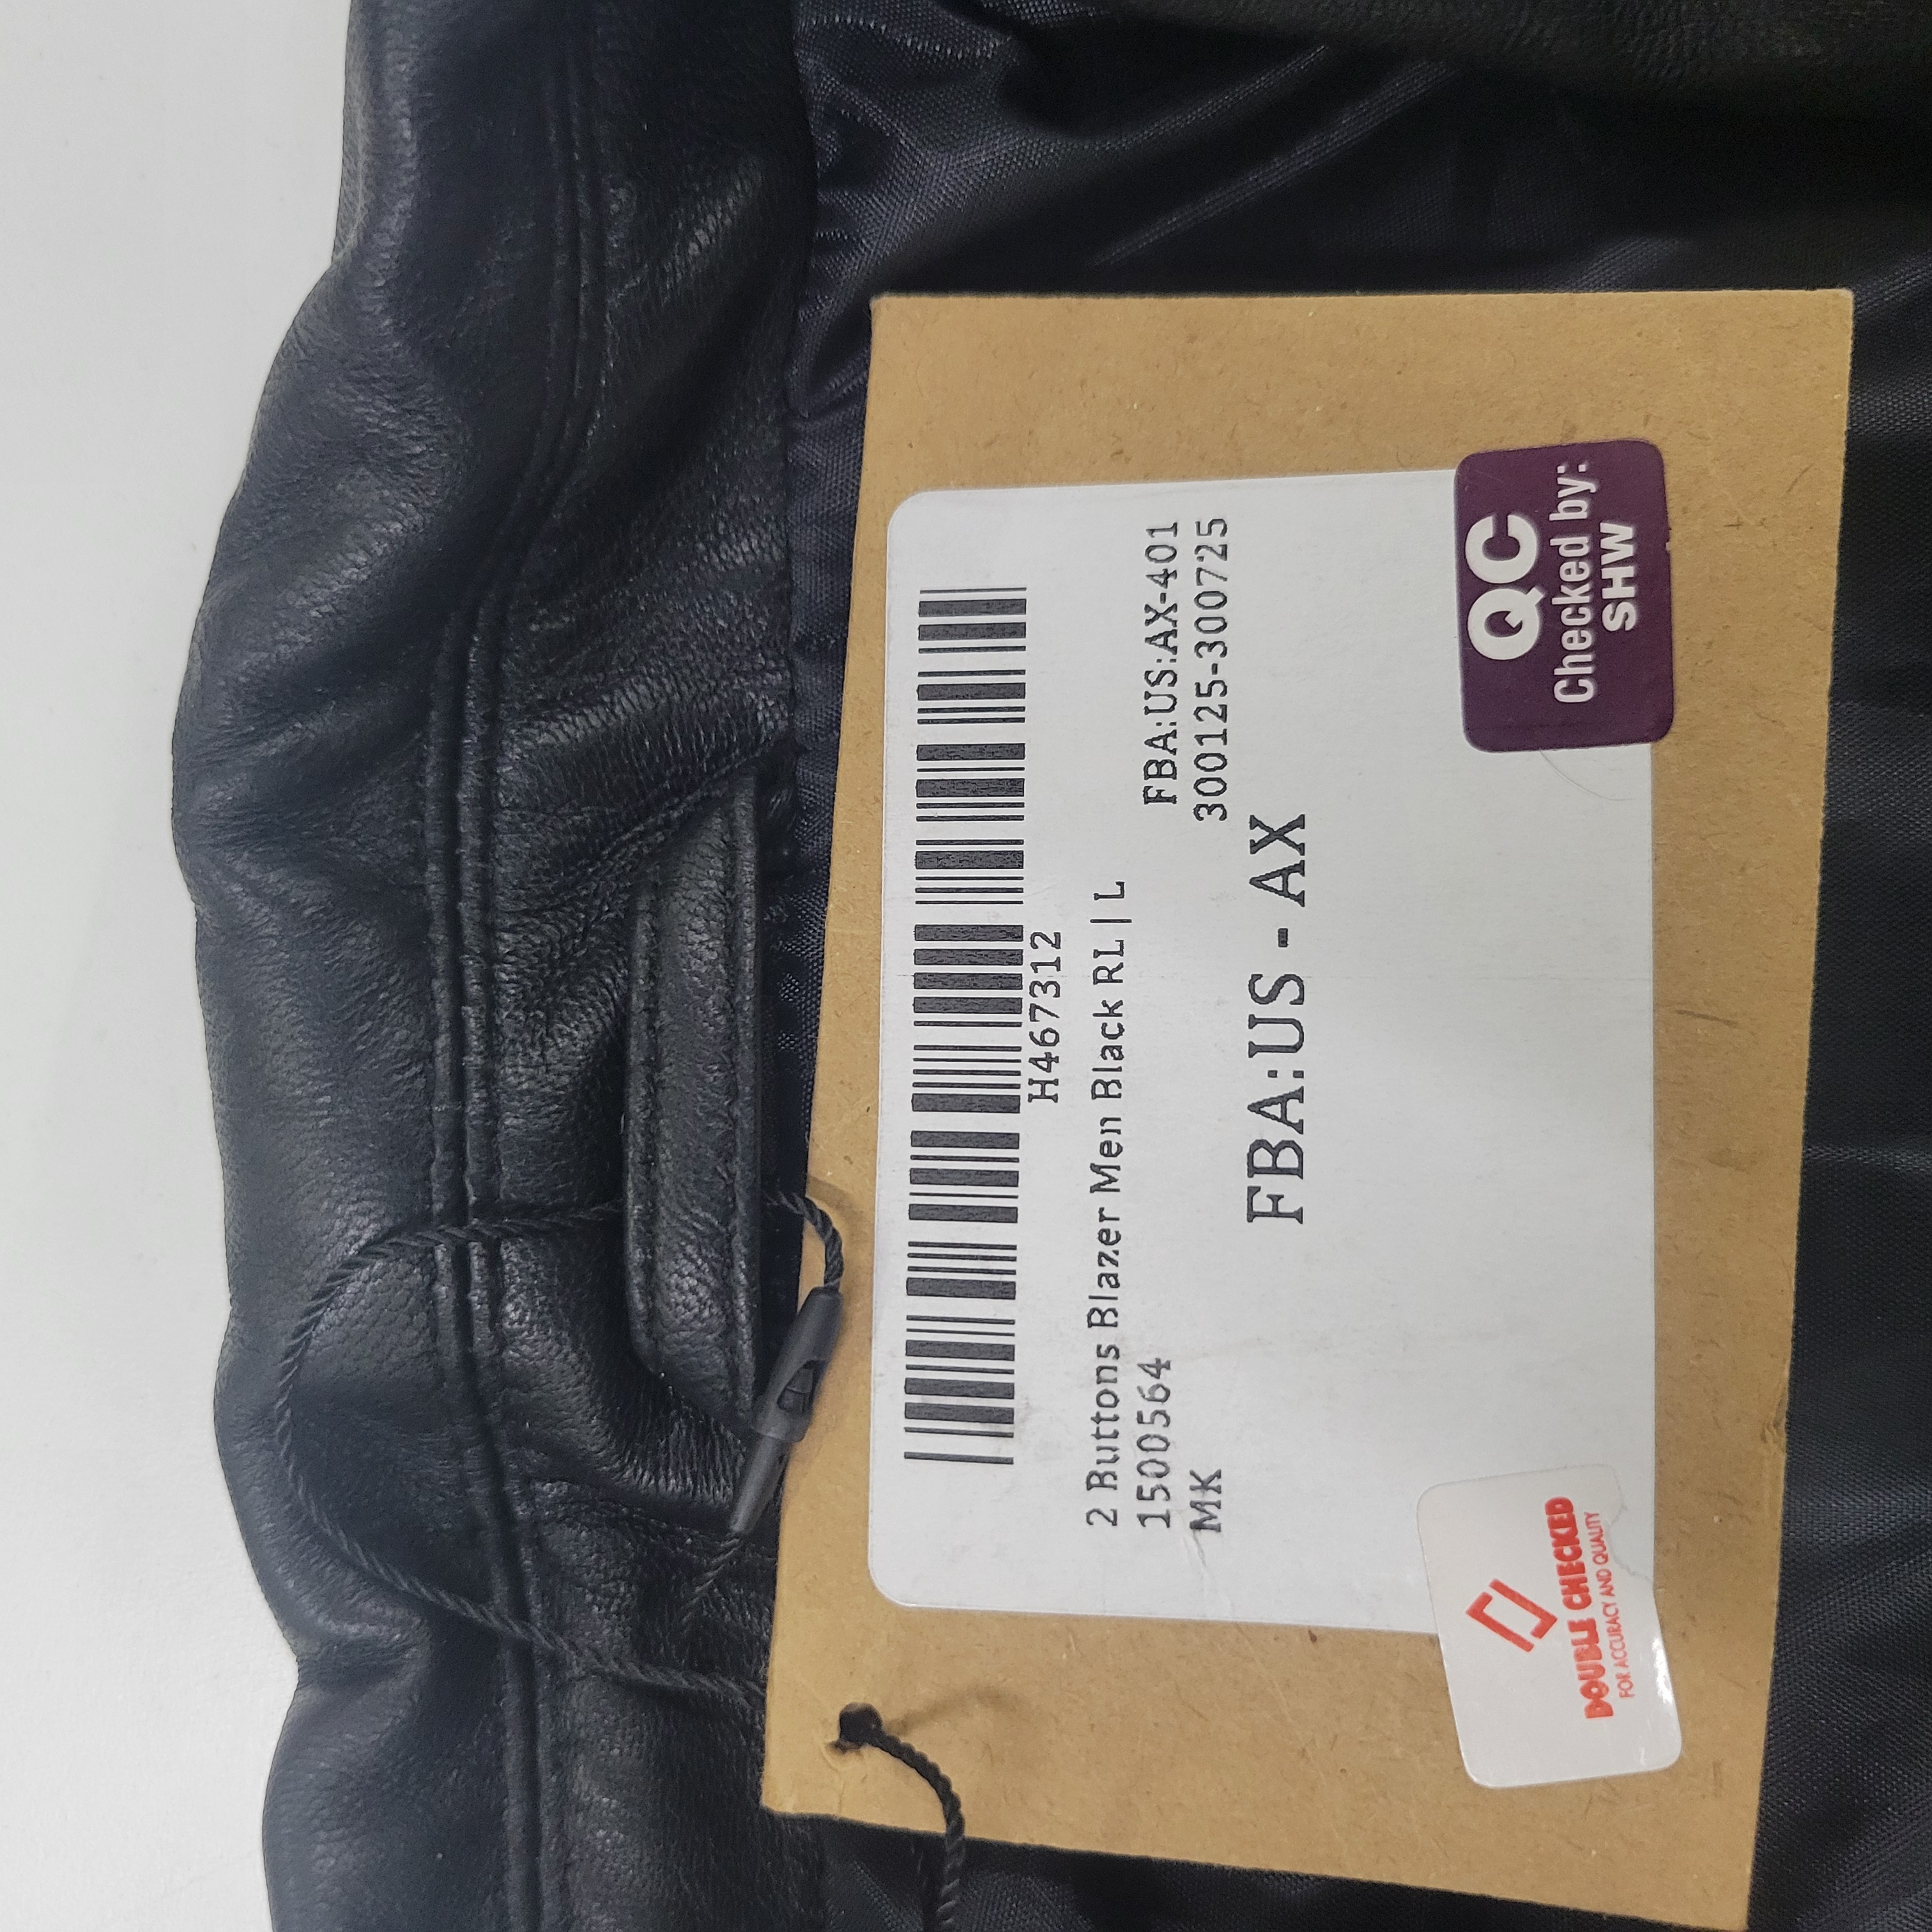 H467312
2 Buttons Blazer Men Black RL | L
1500564
FBA:US:AX-401
MK
300125-300725
FBA:US - AX
DOUBLE CHECKED
FOR ACCURACY AND QUALITY
QC
Checked by:
SHW